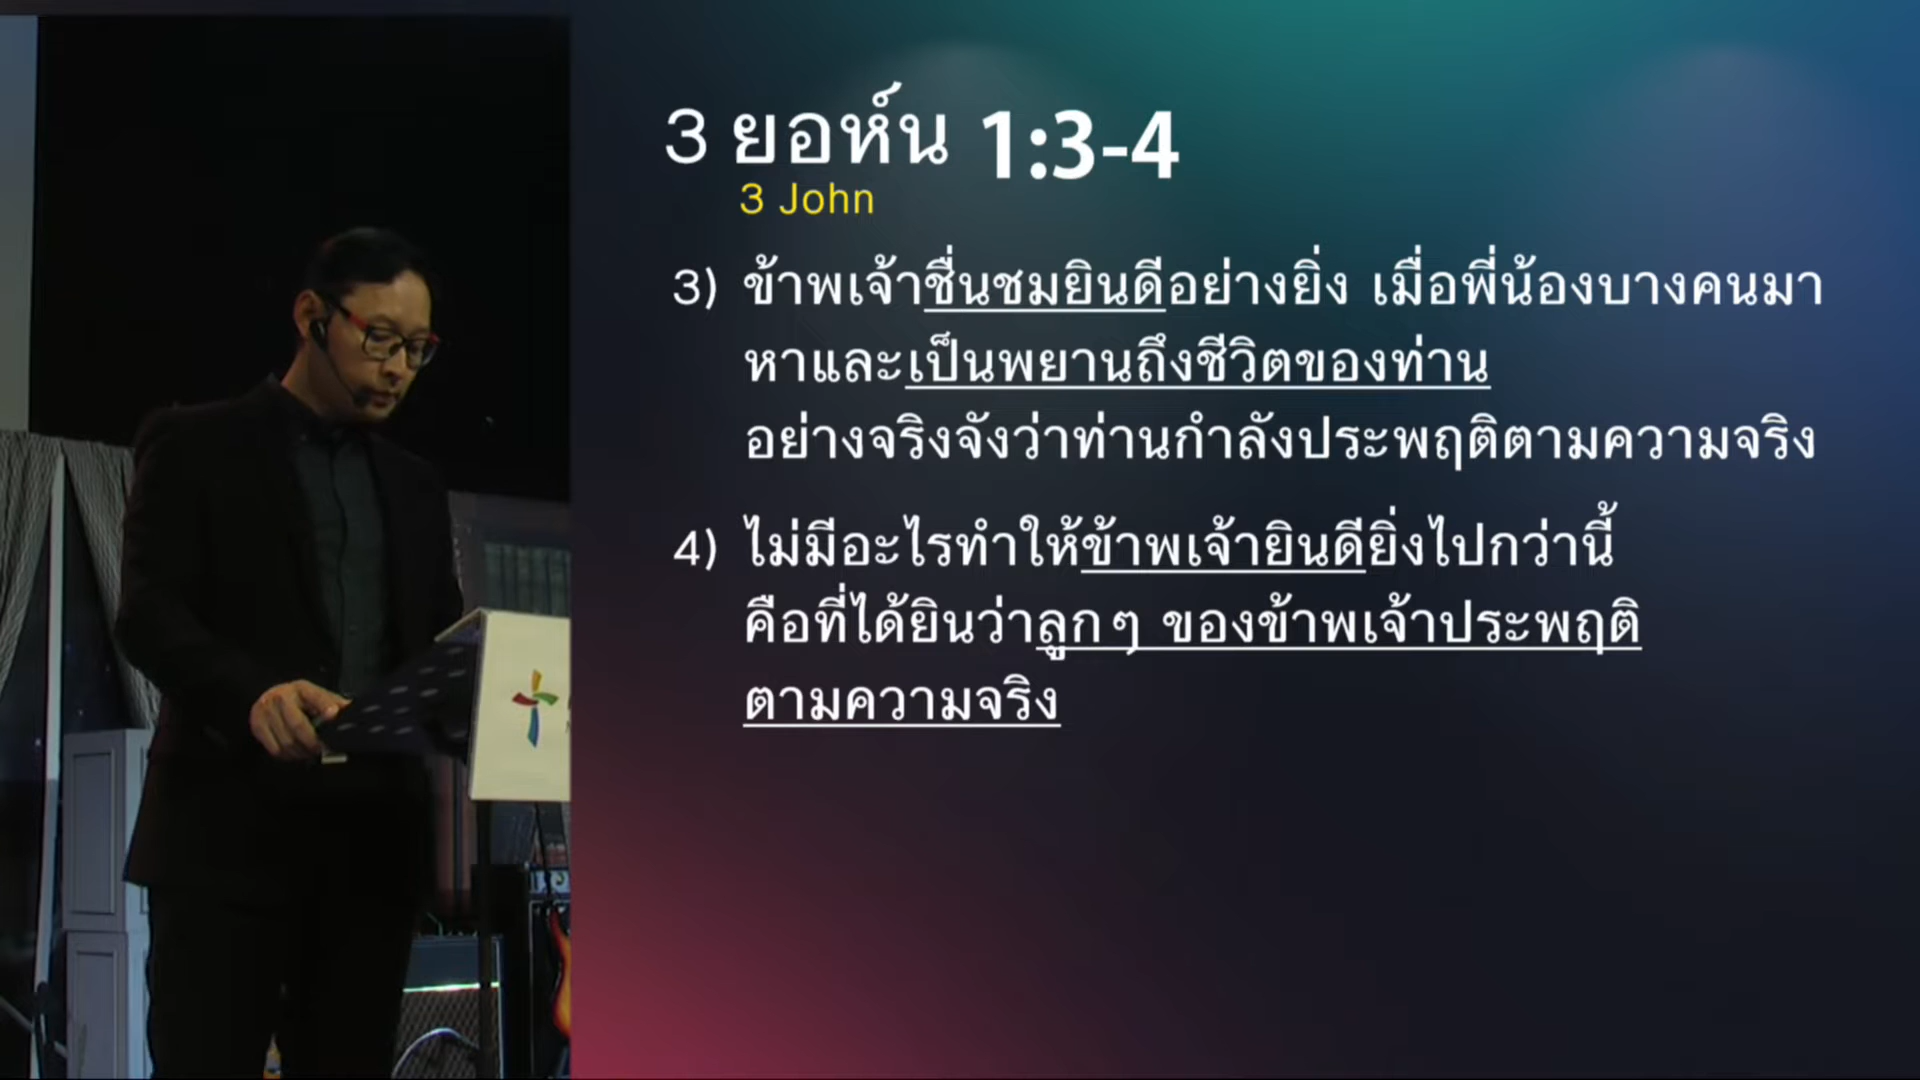 3 ยอห์น 1:3-4
3 John
3) ข้าพเจ้าชื่นชมยินดีอย่างยิ่ง เมื่อพี่น้องบางคนมา
หาและเป็นพยานถึงชีวิตของท่าน
อย่างจริงจังว่าท่านกำลังประพฤติตามความจริง
4) ไม่มีอะไรทำให้ข้าพเจ้ายินดียิ่งไปกว่านี้
คือที่ได้ยินว่าลูกๆ ของข้าพเจ้าประพฤติ
ตามความจริง